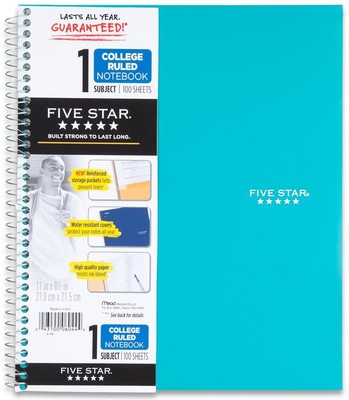 LASTS ALL YEAR.
GUARANTEED!*
1
COLLEGE
RULED
NOTEBOOK
SUBJECT | 100 SHEETS
FIVE STAR.
BUILT STRONG TO LAST LONG.
NEW! Reinforced
storage pockets help
prevent tears
Water resistant covers
protect your notes all year
High quality paper
resists ink bleed
11 in x 8½ in
27.9 cm x 21.5 cm
Mead
See back for details
1
COLLEGE
RULED
NOTEBOOK
SUBJECT | 100 SHEETS
FIVE STAR